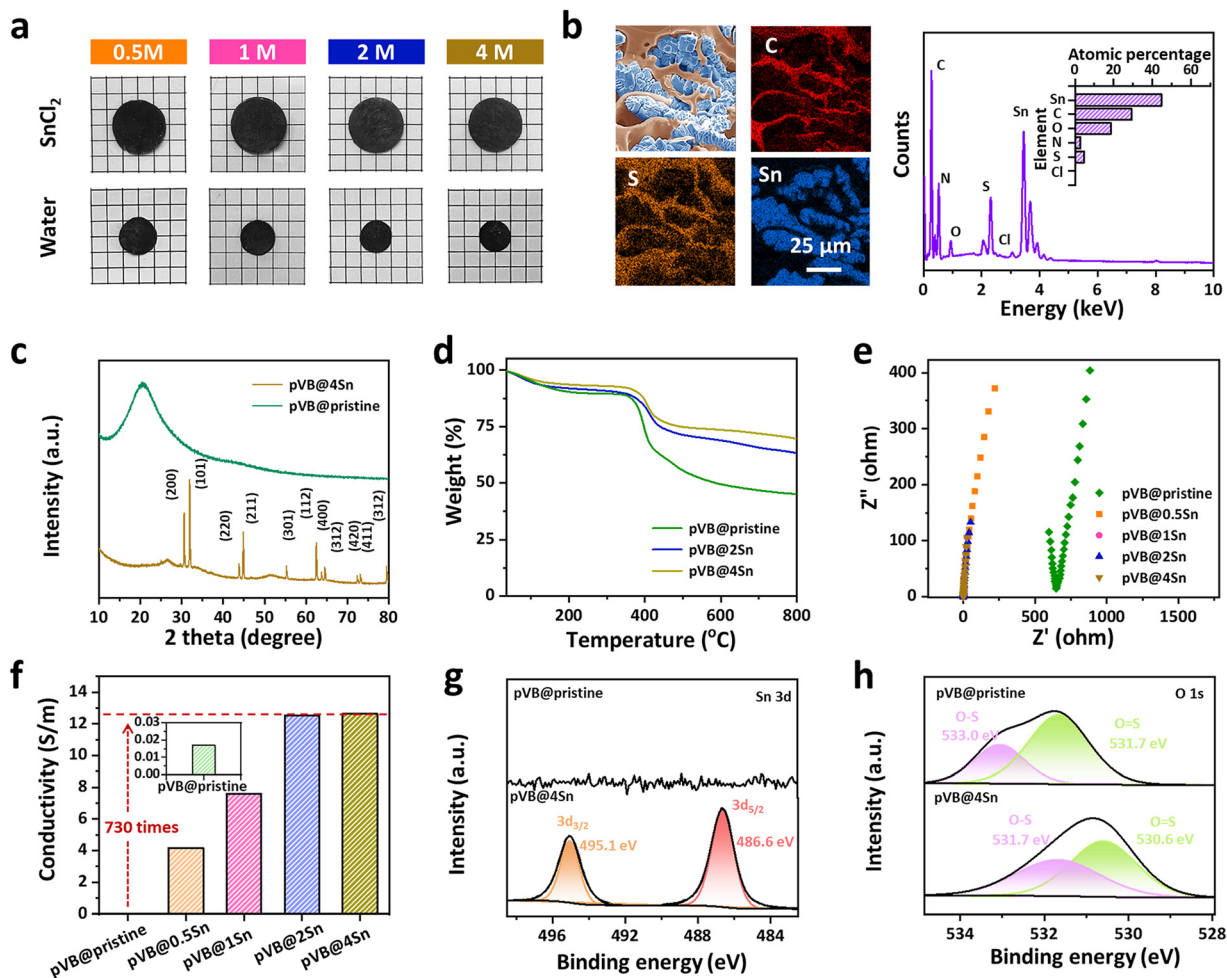 a
0.5M
1 M
2 M
4 M
SnCl2
Water
b
C
S
Sn
25 μm
Counts
C
N
O
S
Cl
Sn
Atomic percentage
0 20 40 60
Element
Sn
C
O
N
S
Cl
0 2 4 6 8 10
Energy (keV)
c
Intensity (a.u.)
pVB@4Sn
pVB@pristine
(200)
(101)
(220)
(211)
(301)
(112)
(400)
(312)
(420)
(411)
(312)
10 20 30 40 50 60 70 80
2 theta (degree)
d
Weight (%)
100
75
50
25
0
pVB@pristine
pVB@2Sn
pVB@4Sn
200 400 600 800
Temperature (oC)
e
Z'' (ohm)
400
300
200
100
0
pVB@pristine
pVB@0.5Sn
pVB@1Sn
pVB@2Sn
pVB@4Sn
0 500 1000 1500
Z' (ohm)
f
Conductivity (S/m)
14
12
10
8
6
4
2
0
0.03
0.02
0.01
0.00
pVB@pristine
730 times
pVB@pristine
pVB@0.5Sn
pVB@1Sn
pVB@2Sn
pVB@4Sn
g
Intensity (a.u.)
pVB@pristine
Sn 3d
pVB@4Sn
3d3/2
495.1 eV
3d5/2
486.6 eV
496 492 488 484
Binding energy (eV)
h
Intensity (a.u.)
pVB@pristine
O 1s
O-S
533.0 eV
O=S
531.7 eV
pVB@4Sn
O-S
531.7 eV
O=S
530.6 eV
534 532 530 528
Binding energy (eV)